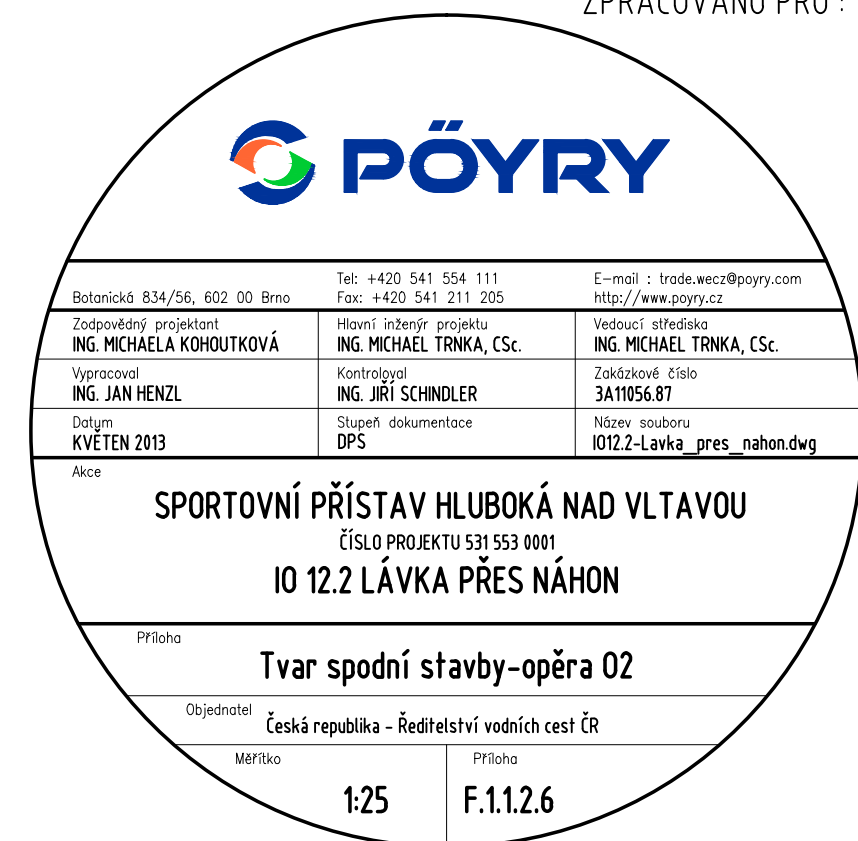 ZPRACOVÁNO PRO :
PÖYRY
Botanická 834/56, 602 00 Brno
Tel: +420 541 554 111
Fax: +420 541 211 205
E-mail : trade.wecz@poyry.com
http://www.poyry.cz
Zodpovědný projektant
ING. MICHAELA KOHOUTKOVÁ
Hlavní inženýr projektu
ING. MICHAEL TRNKA, CSc.
Vedoucí střediska
ING. MICHAEL TRNKA, CSc.
Vypracoval
ING. JAN HENZL
Kontroloval
ING. JIŘÍ SCHINDLER
Zakázkové číslo
3A11056.87
Datum
KVĚTEN 2013
Stupeň dokumentace
DPS
Název souboru
IO12.2-Lavka_pres_nahon.dwg
Akce
SPORTOVNÍ PŘÍSTAV HLUBOKÁ NAD VLTAVOU
ČÍSLO PROJEKTU 531 553 0001
IO 12.2 LÁVKA PŘES NÁHON
Příloha
Tvar spodní stavby-opěra O2
Objednatel
Česká republika - Ředitelství vodních cest ČR
Měřítko
1:25
Příloha
F.1.1.2.6